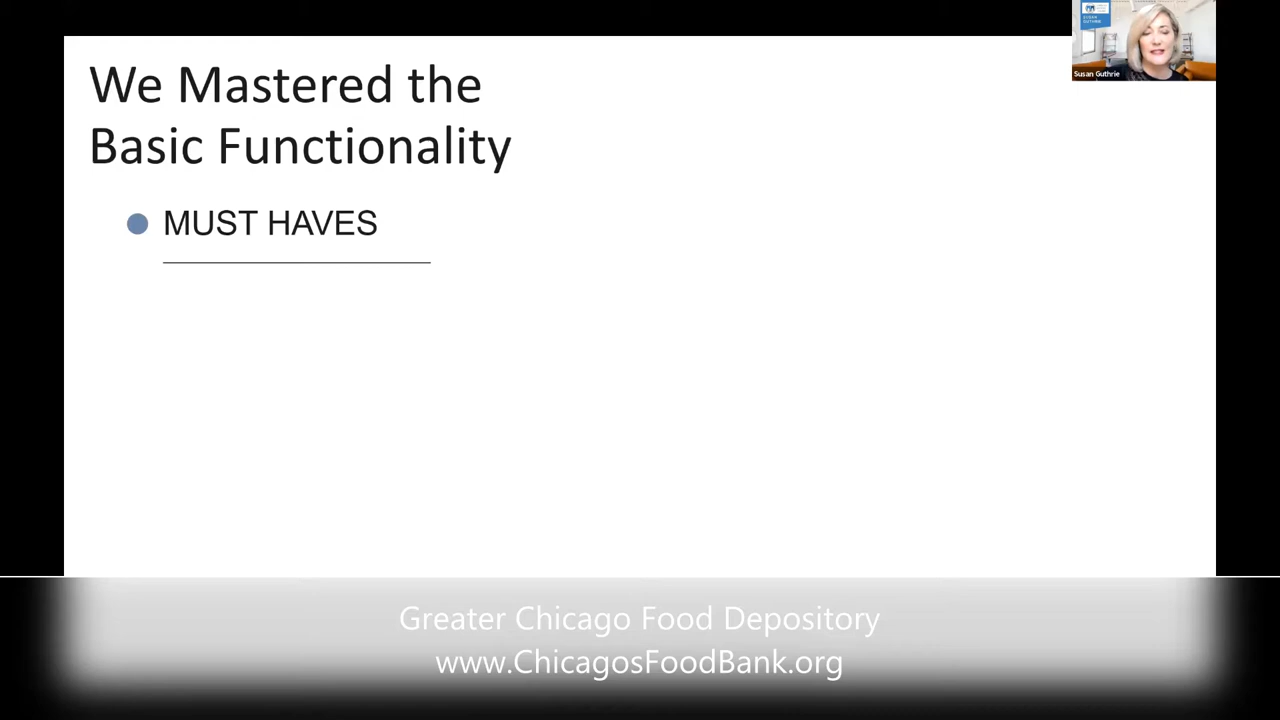 We Mastered the
Basic Functionality
MUST HAVES
Susan Guthrie
Greater Chicago Food Depository
www.ChicagosFoodBank.org